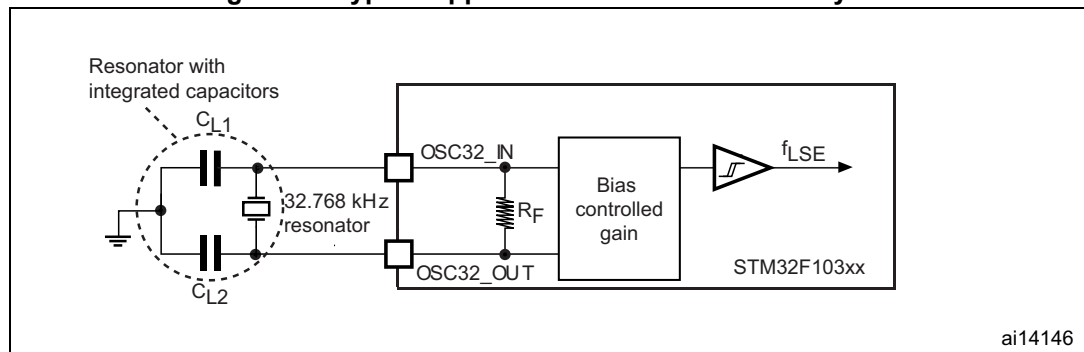 Resonator with
integrated capacitors
CL1
OSC32_IN
fLSE
32.768 kHz
resonator
RF
Bias
controlled
gain
OSC32_OUT
STM32F103xx
CL2
ai14146